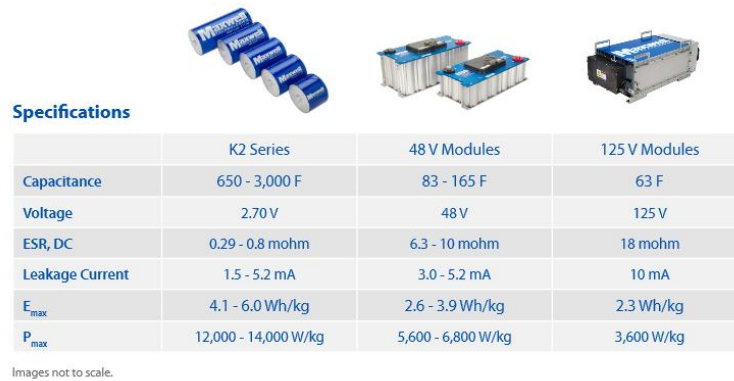 Maxwell
Maxwell
Maxwell
Maxwell
Maxwell
Maxwell
Specifications
K2 Series 48 V Modules 125 V Modules
Capacitance 650 - 3,000 F 83 - 165 F 63 F
Voltage 2.70 V 48 V 125 V
ESR, DC 0.29 - 0.8 mohm 6.3 - 10 mohm 18 mohm
Leakage Current 1.5 - 5.2 mA 3.0 - 5.2 mA 10 mA
Emax 4.1 - 6.0 Wh/kg 2.6 - 3.9 Wh/kg 2.3 Wh/kg
Pmax 12,000 - 14,000 W/kg 5,600 - 6,800 W/kg 3,600 W/kg
Images not to scale.